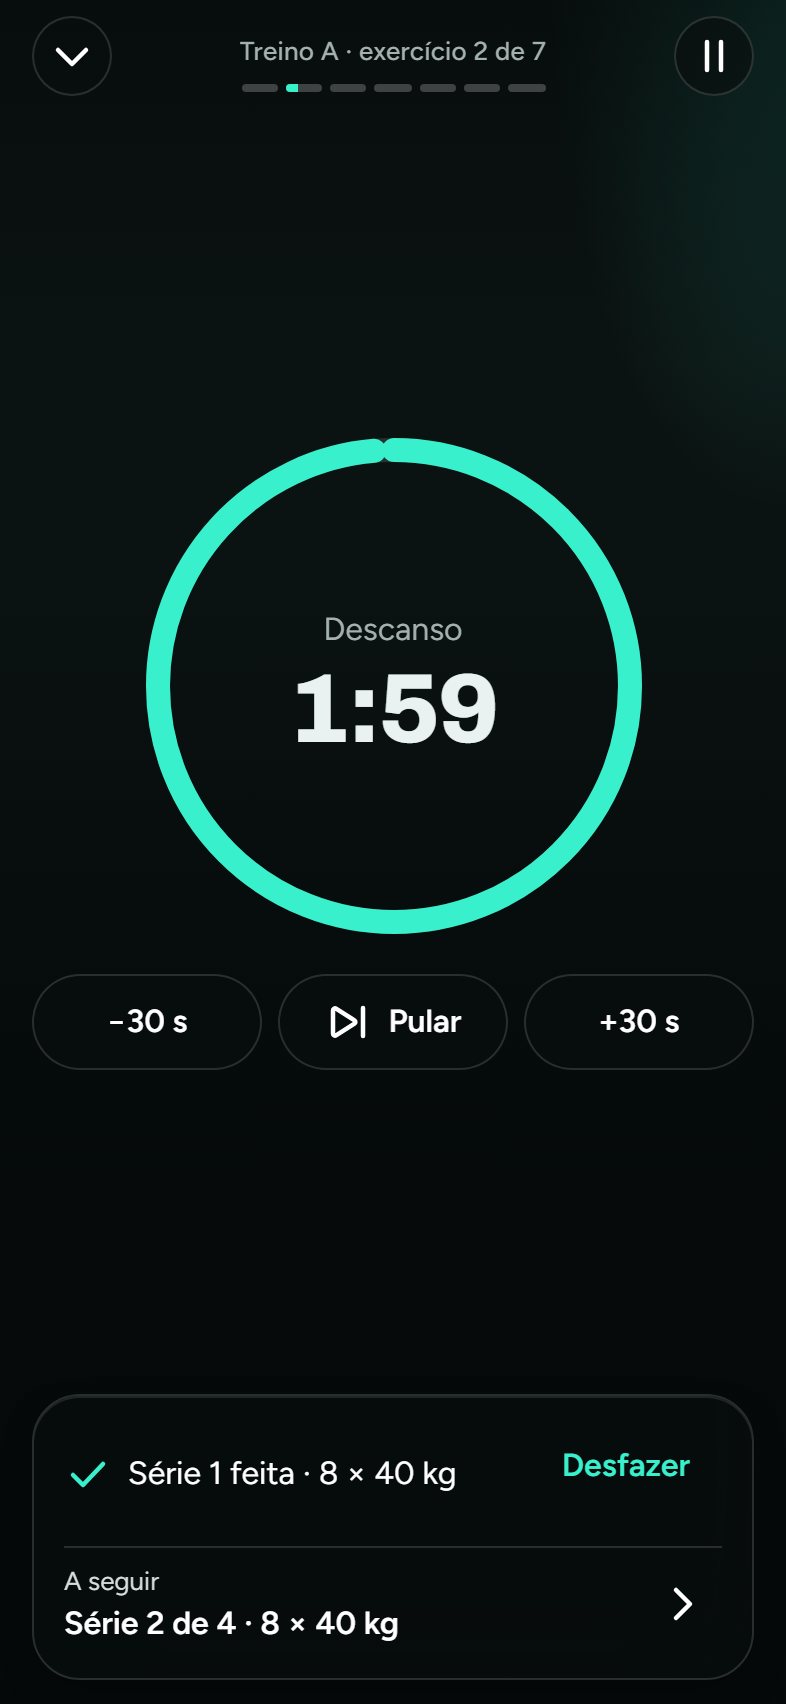 Treino A · exercício 2 de 7
Descanso
1:59
−30 s
Pular
+30 s
Série 1 feita · 8 × 40 kg
Desfazer
A seguir
Série 2 de 4 · 8 × 40 kg